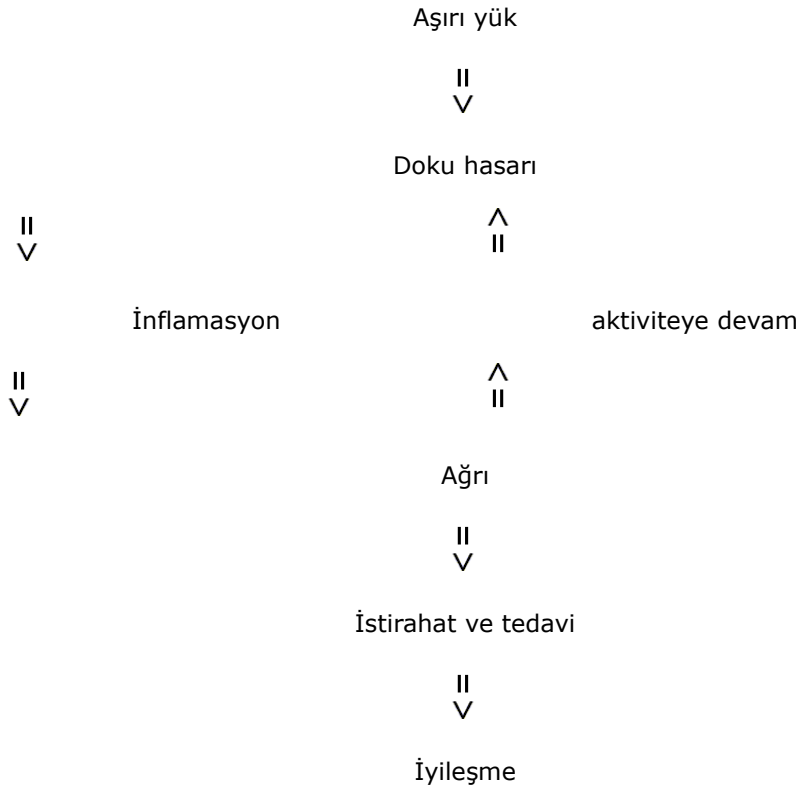 Aşırı yük
Doku hasarı
İnflamasyon aktiviteye devam
Ağrı
İstirahat ve tedavi
İyileşme